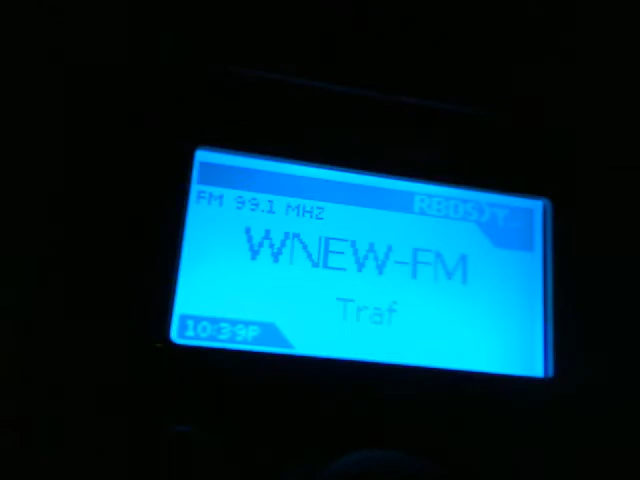 RBDS)T
FM 99.1 MHZ
WNEW-FM
Traf
10:39P